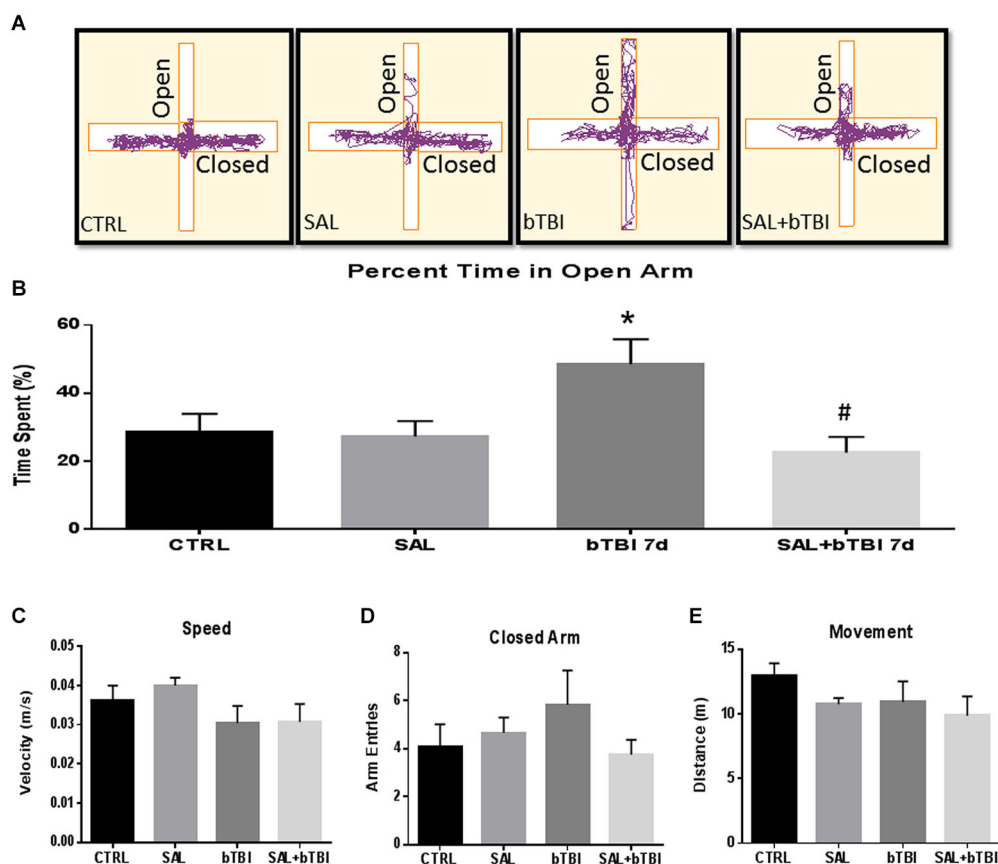 A
Open
Closed
CTRL
Open
Closed
SAL
Open
Closed
bTBI
Open
Closed
SAL+bTBI
Percent Time in Open Arm
B
Time Spent (%)
60
40
20
0
*
#
CTRL SAL bTBI 7d SAL+bTBI 7d
C
Speed
Velocity (m/s)
0.05
0.04
0.03
0.02
0.01
0.00
CTRL SAL bTBI SAL+bTBI
D
Closed Arm
Arm Entries
8
6
4
2
0
CTRL SAL bTBI SAL+bTBI
E
Movement
Distance (m)
15
10
5
0
CTRL SAL bTBI SAL+bTBI